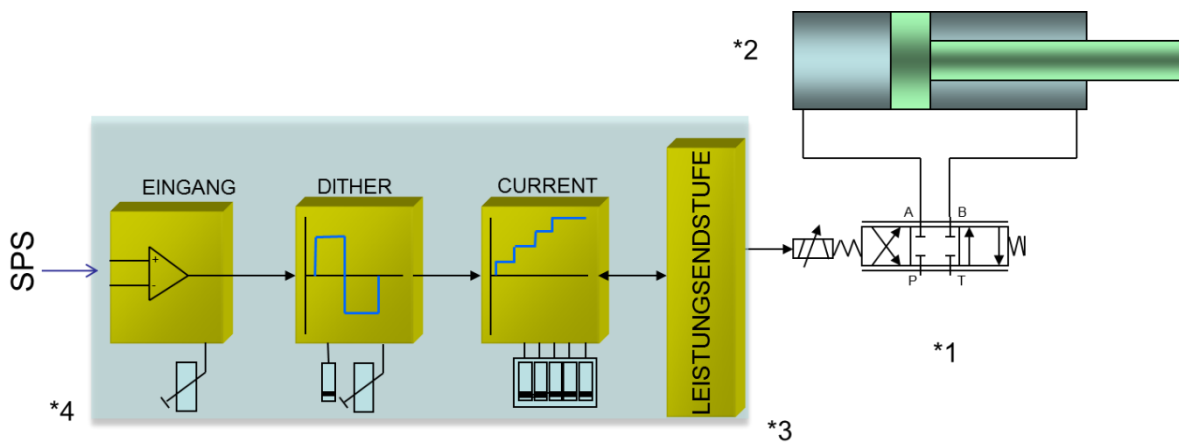 *2
EINGANG
DITHER
CURRENT
LEISTUNGSENDSTUFE
SPS
+
-
A
B
P
T
*1
*4
*3